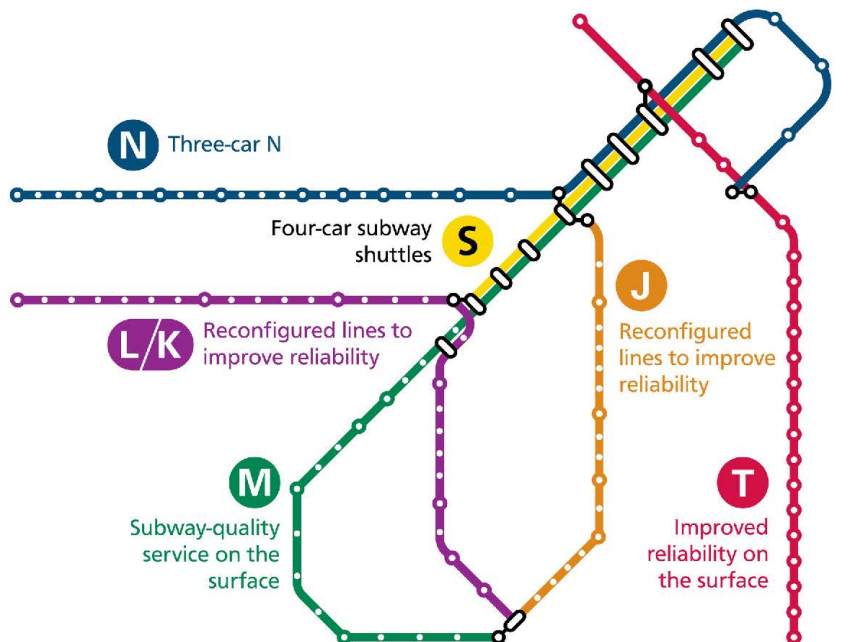 N
Three-car N
Four-car subway
shuttles
S
J
Reconfigured
lines to improve
reliability
L/K
Reconfigured lines to
improve reliability
M
Subway-quality
service on the
surface
T
Improved
reliability on
the surface